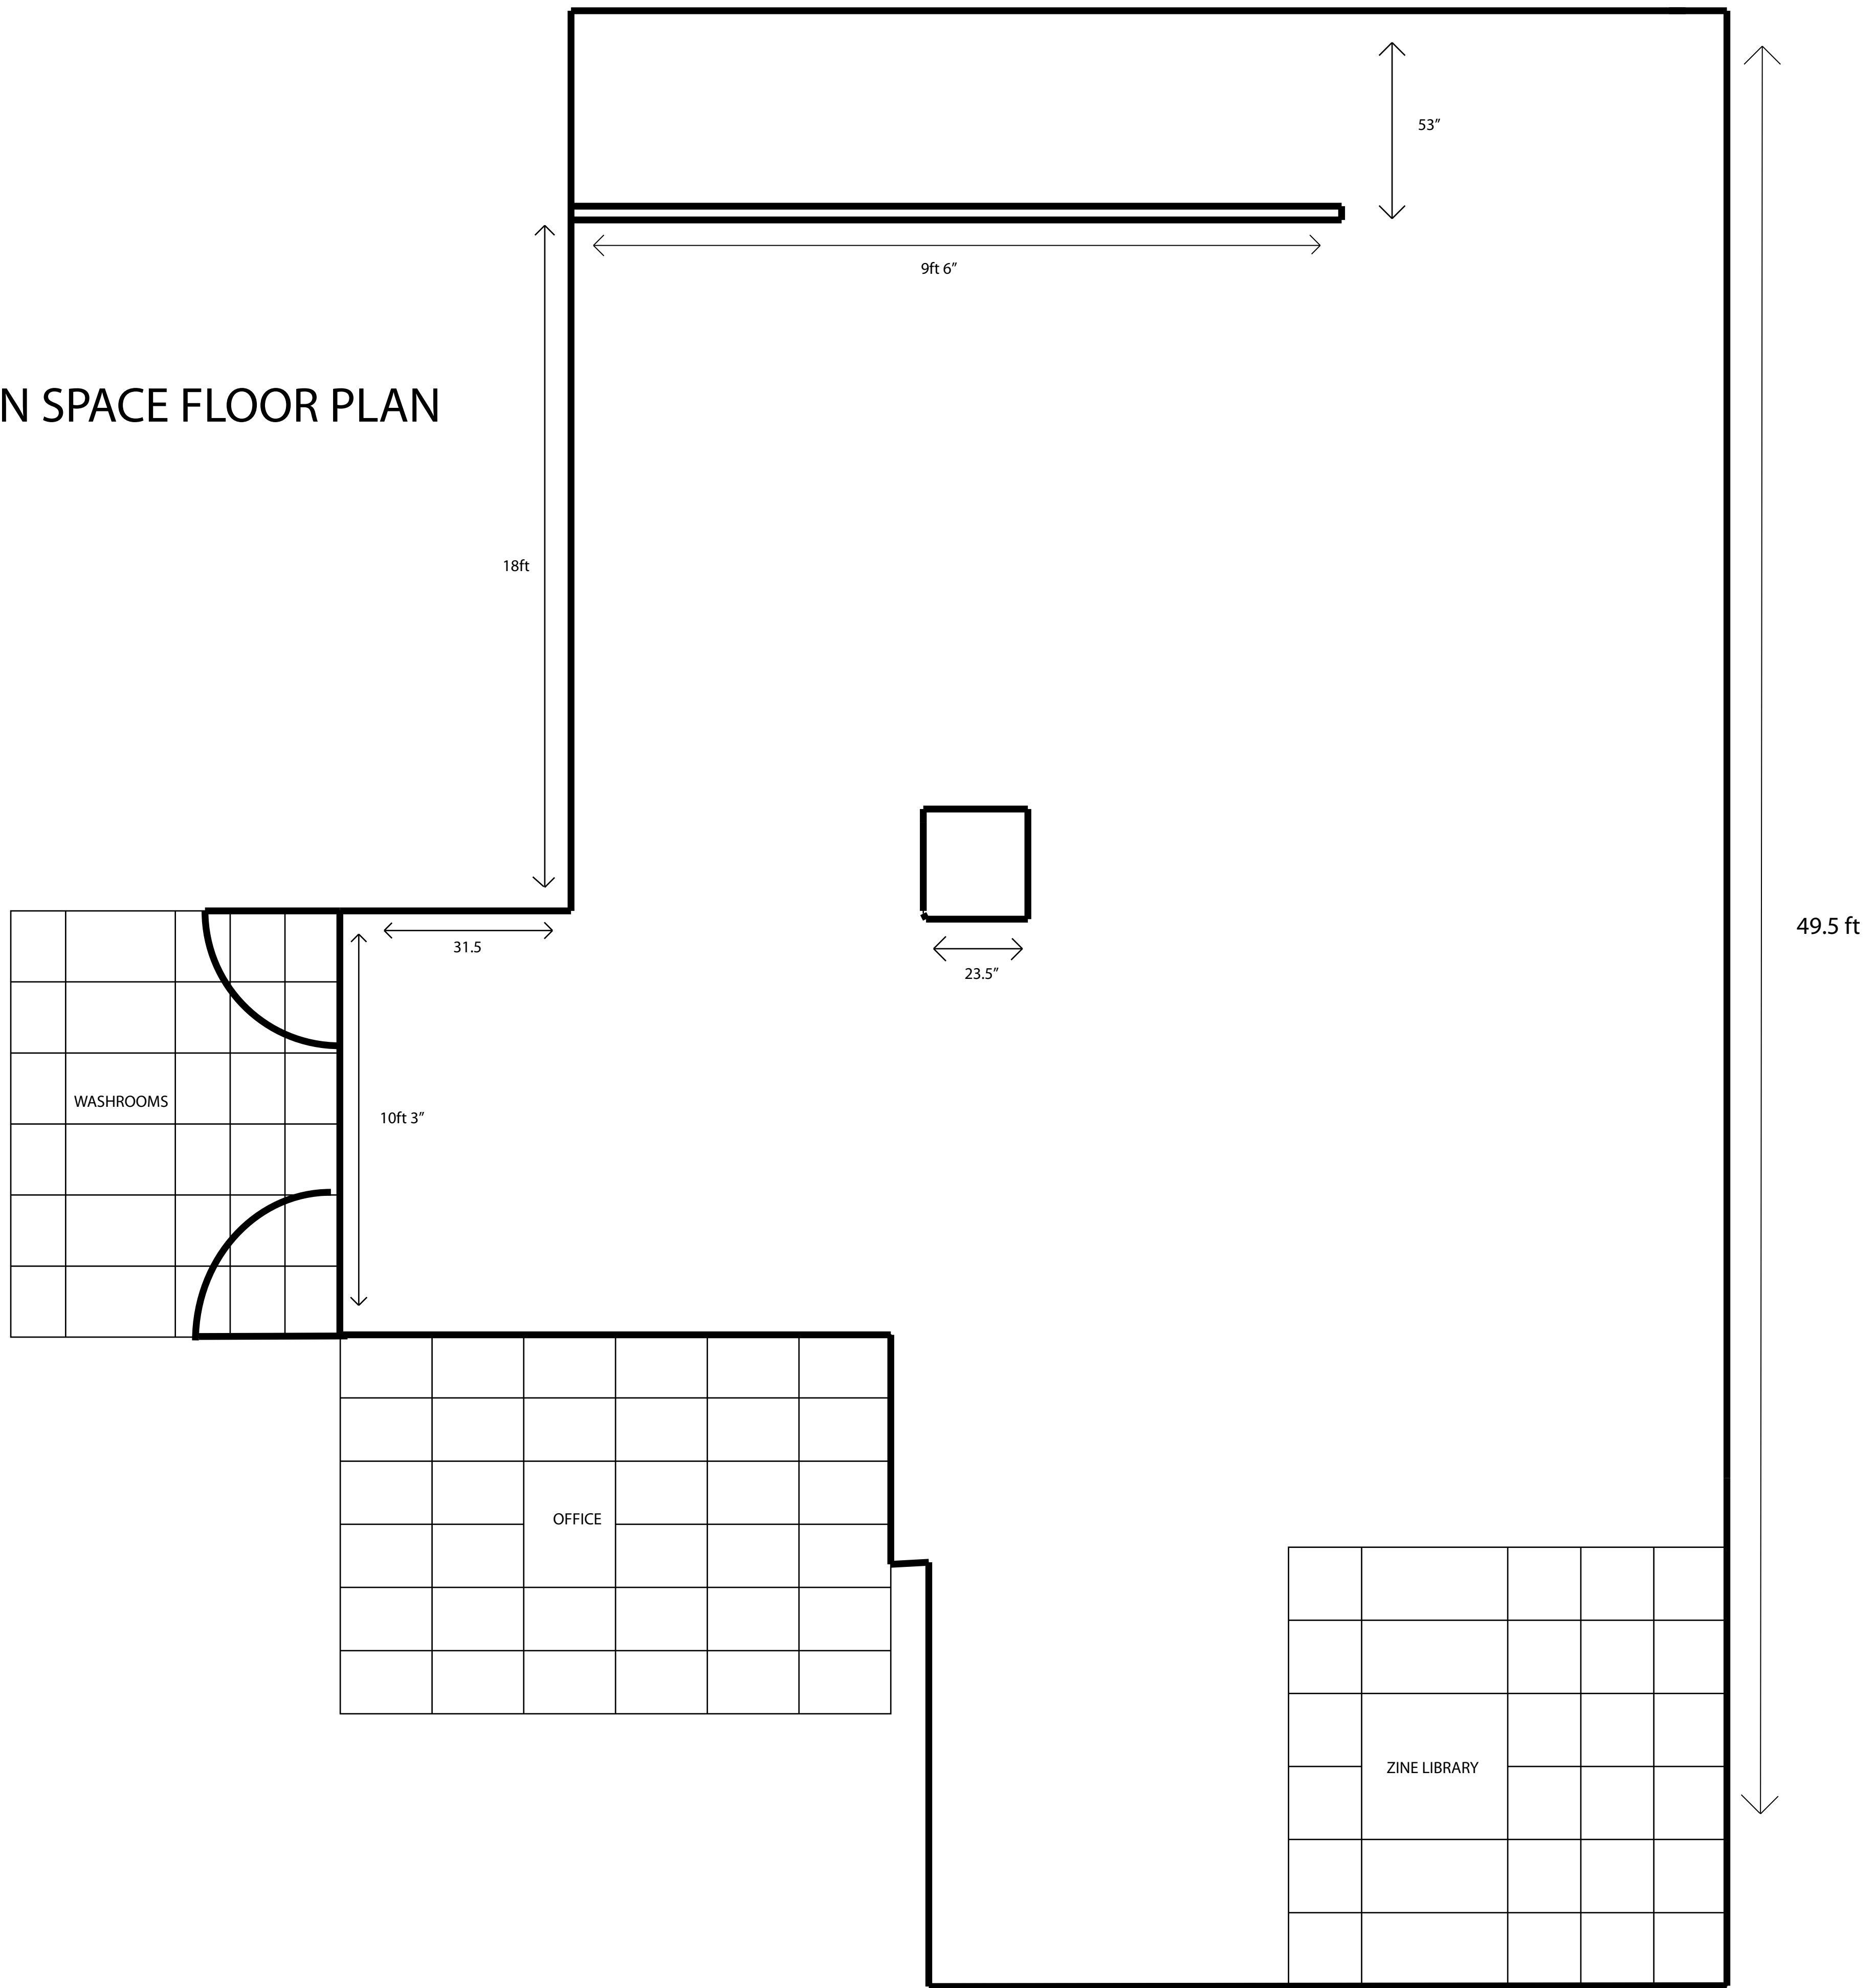 53″
9ft 6″
N SPACE FLOOR PLAN
18ft
49.5 ft
31.5
23.5″
WASHROOMS
10ft 3″
OFFICE
ZINE LIBRARY